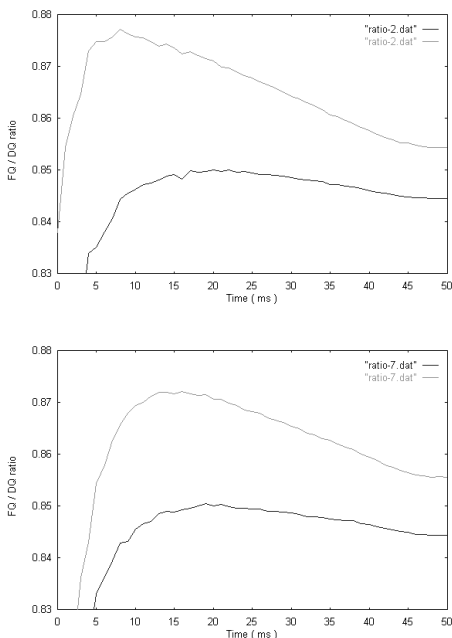 0.88
"ratio-2.dat"
"ratio-2.dat"
0.87
0.86
FQ / DQ ratio
0.85
0.84
0.83
0 5 10 15 20 25 30 35 40 45 50
Time ( ms )
0.88
"ratio-7.dat"
"ratio-7.dat"
0.87
0.86
FQ / DQ ratio
0.85
0.84
0.83
0 5 10 15 20 25 30 35 40 45 50
Time ( ms )